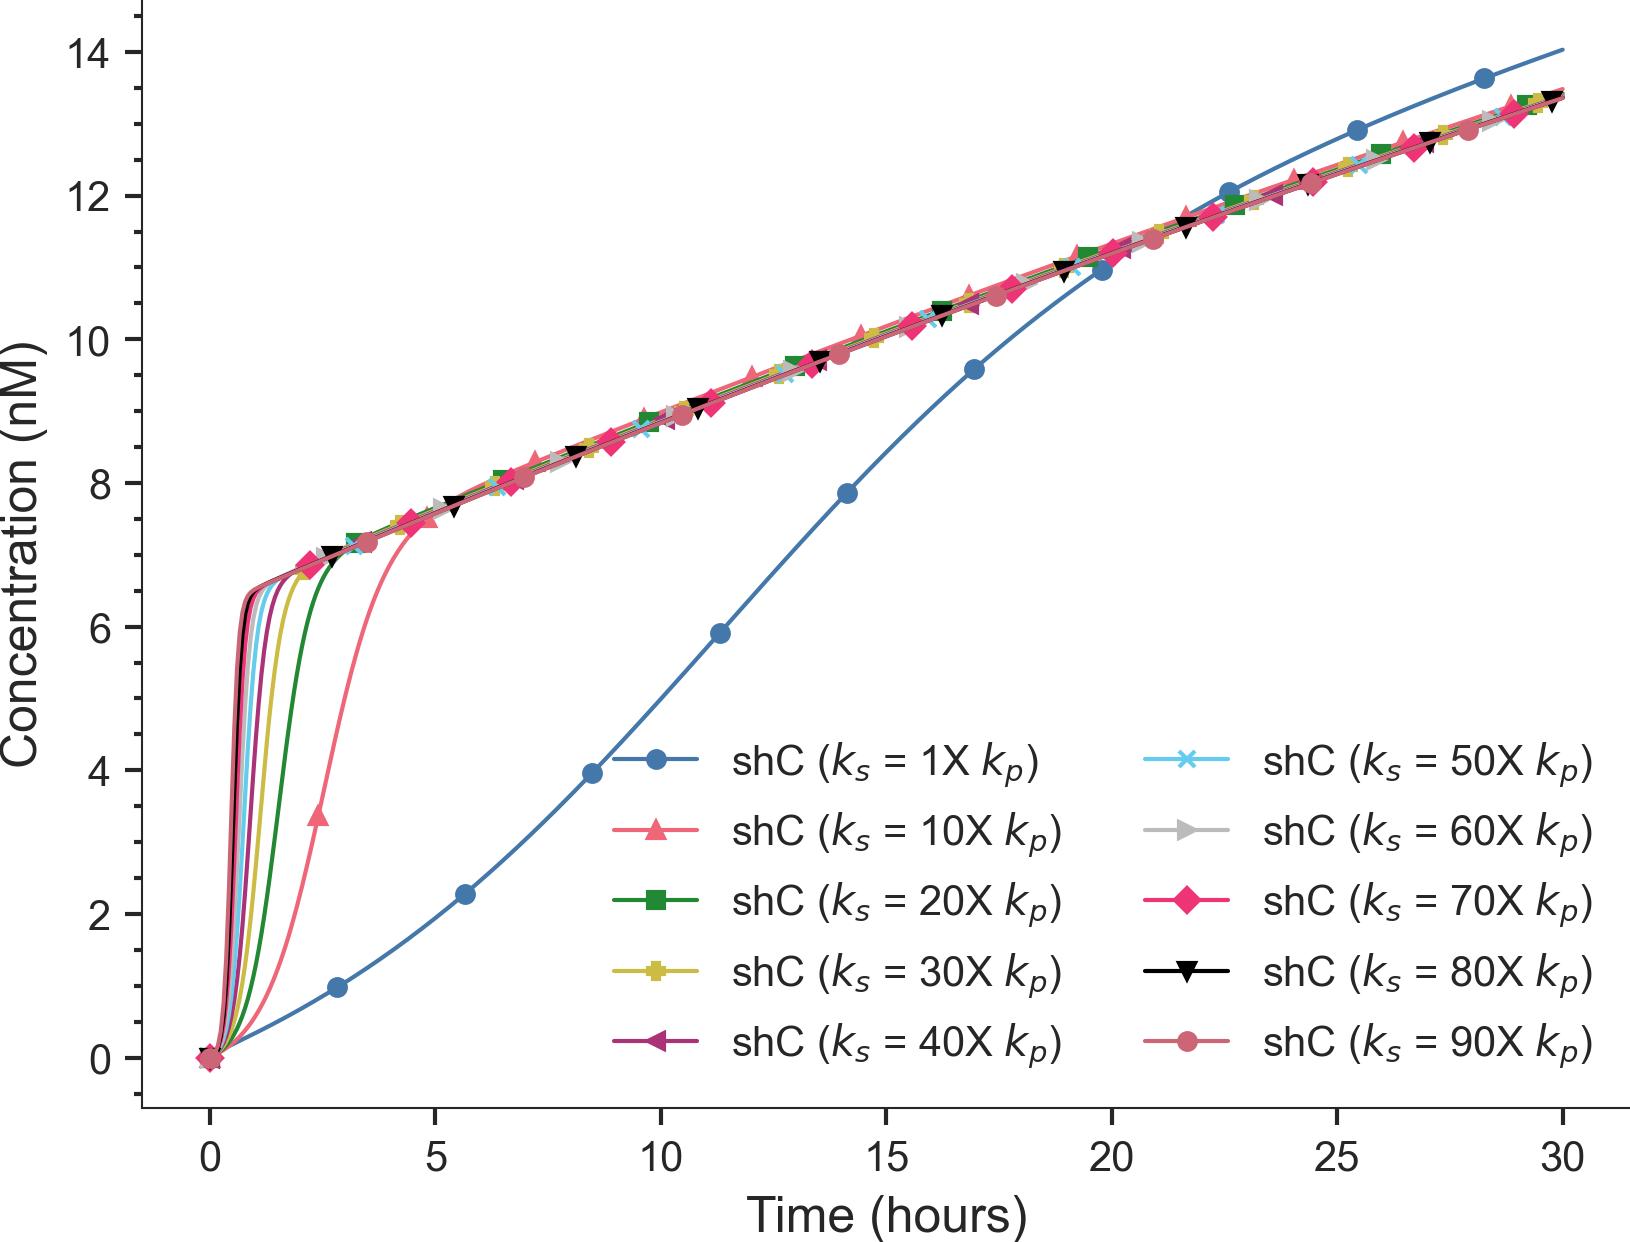 Concentration (nM)
14
12
10
8
6
4
2
0
shC (kₛ = 1X kₚ)
shC (kₛ = 10X kₚ)
shC (kₛ = 20X kₚ)
shC (kₛ = 30X kₚ)
shC (kₛ = 40X kₚ)
shC (kₛ = 50X kₚ)
shC (kₛ = 60X kₚ)
shC (kₛ = 70X kₚ)
shC (kₛ = 80X kₚ)
shC (kₛ = 90X kₚ)
0 5 10 15 20 25 30
Time (hours)